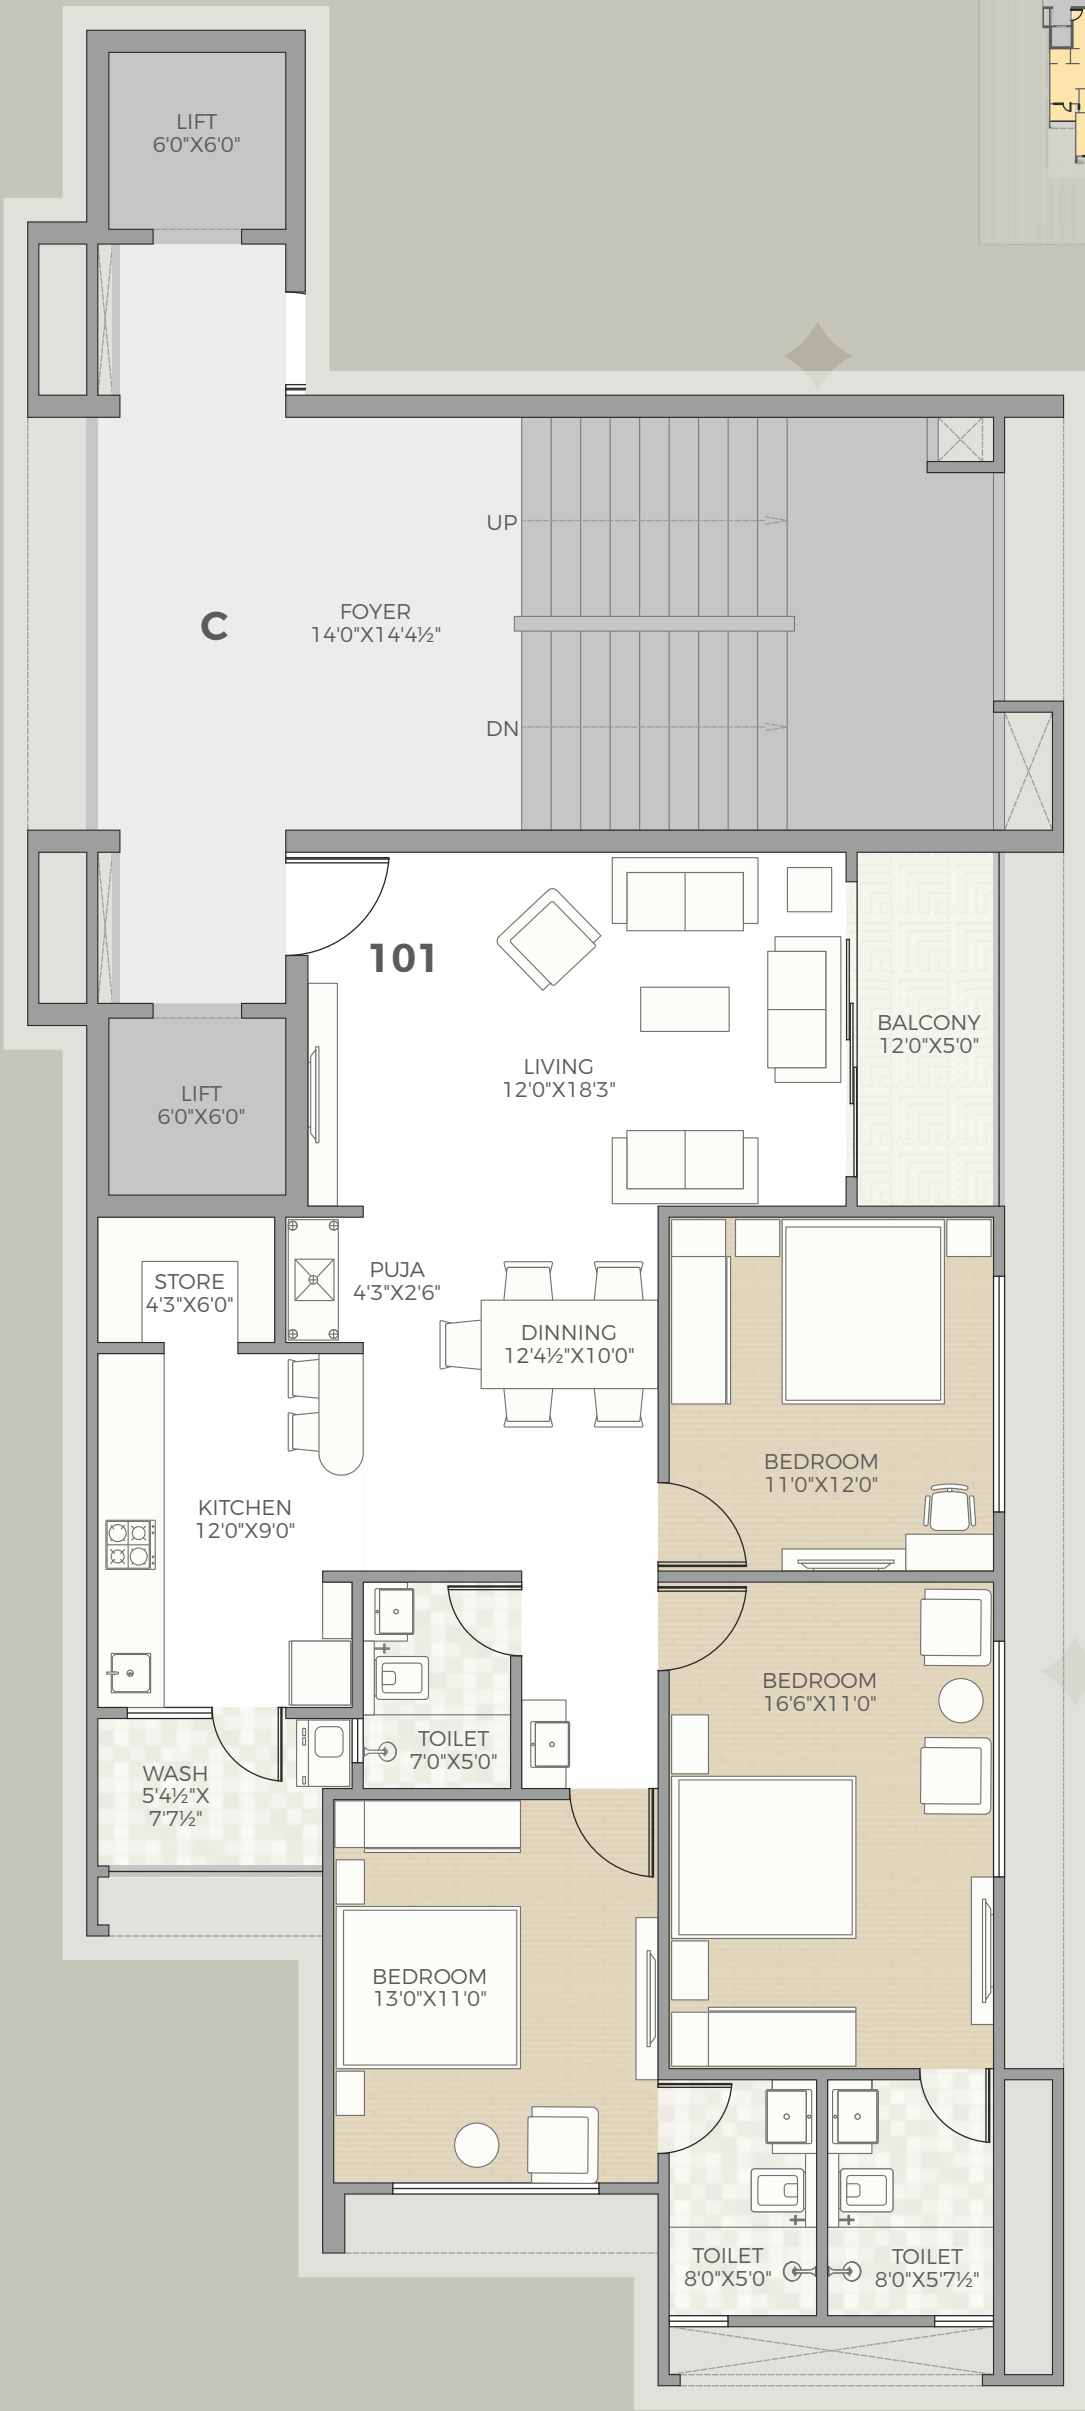 LIFT
6'0"X6'0"
UP
FOYER
14'0"X14'4½"
C
DN
101
BALCONY
12'0"X5'0"
LIVING
12'0"X18'3"
LIFT
6'0"X6'0"
PUJA
4'3"X2'6"
STORE
4'3"X6'0"
DINNING
12'4½"X10'0"
BEDROOM
11'0"X12'0"
KITCHEN
12'0"X9'0"
BEDROOM
16'6"X11'0"
TOILET
7'0"X5'0"
WASH
5'4½"X
7'7½"
BEDROOM
13'0"X11'0"
TOILET
8'0"X5'0"
TOILET
8'0"X5'7½"